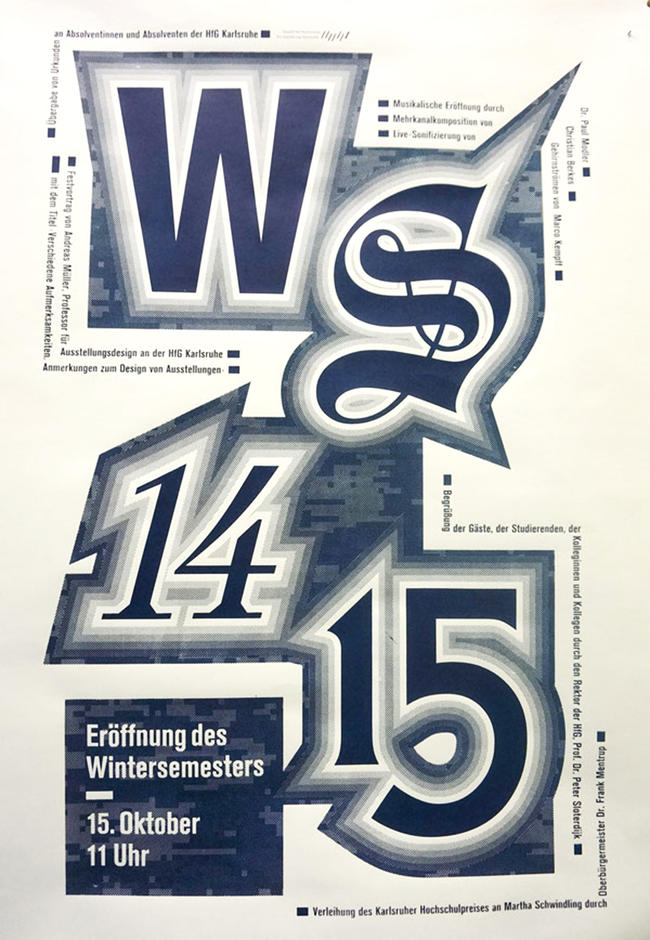 Übergabe von Urkunden
an Absolventinnen und Absolventen der HfG Karlsruhe
WS
14
15
Musikalische Eröffnung durch
Mehrkanalkomposition von
Live-Sonifizierung von
Dr. Paul Modler
Christian Berkes
Gehirnströmen von Marco Kempff
Festvortrag von Andreas Müller, Professor für
Ausstellungsdesign an der HfG Karlsruhe
mit dem Titel Verschiedene Aufmerksamkeiten.
Anmerkungen zum Design von Ausstellungen
Begrüßung
der Gäste, der Studierenden, der
Kolleginnen und Kollegen durch den Rektor der HfG, Prof. Dr. Peter Sloterdijk
Eröffnung des
Wintersemesters
15. Oktober
11 Uhr
Verleihung des Karlsruher Hochschulpreises an Martha Schwindling durch
Oberbürgermeister Dr. Frank Mentrup